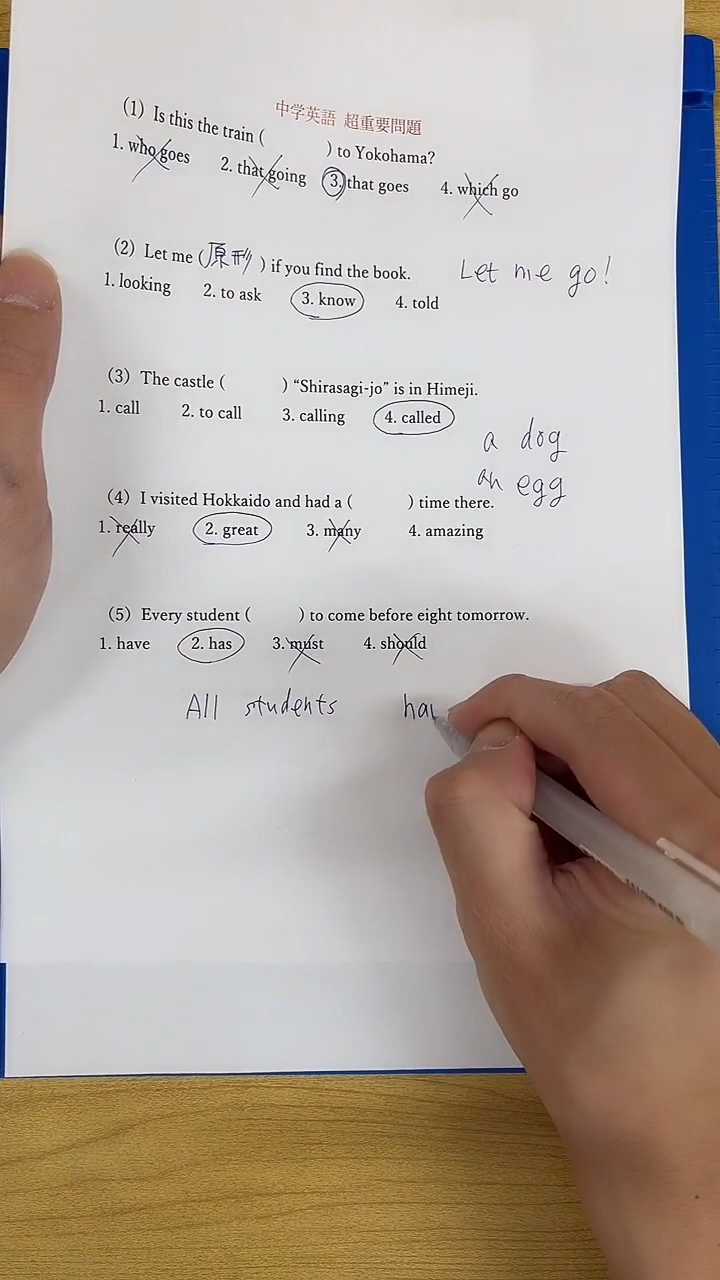 中学英語 超重要問題
(1) Is this the train ( ) to Yokohama?
1. who goes 2. that going 3. that goes 4. which go
(2) Let me (原形) if you find the book. Let me go!
1. looking 2. to ask 3. know 4. told
(3) The castle ( ) “Shirasagi-jo” is in Himeji.
1. call 2. to call 3. calling 4. called
a dog
an egg
(4) I visited Hokkaido and had a ( ) time there.
1. really 2. great 3. many 4. amazing
(5) Every student ( ) to come before eight tomorrow.
1. have 2. has 3. must 4. should
All students hav